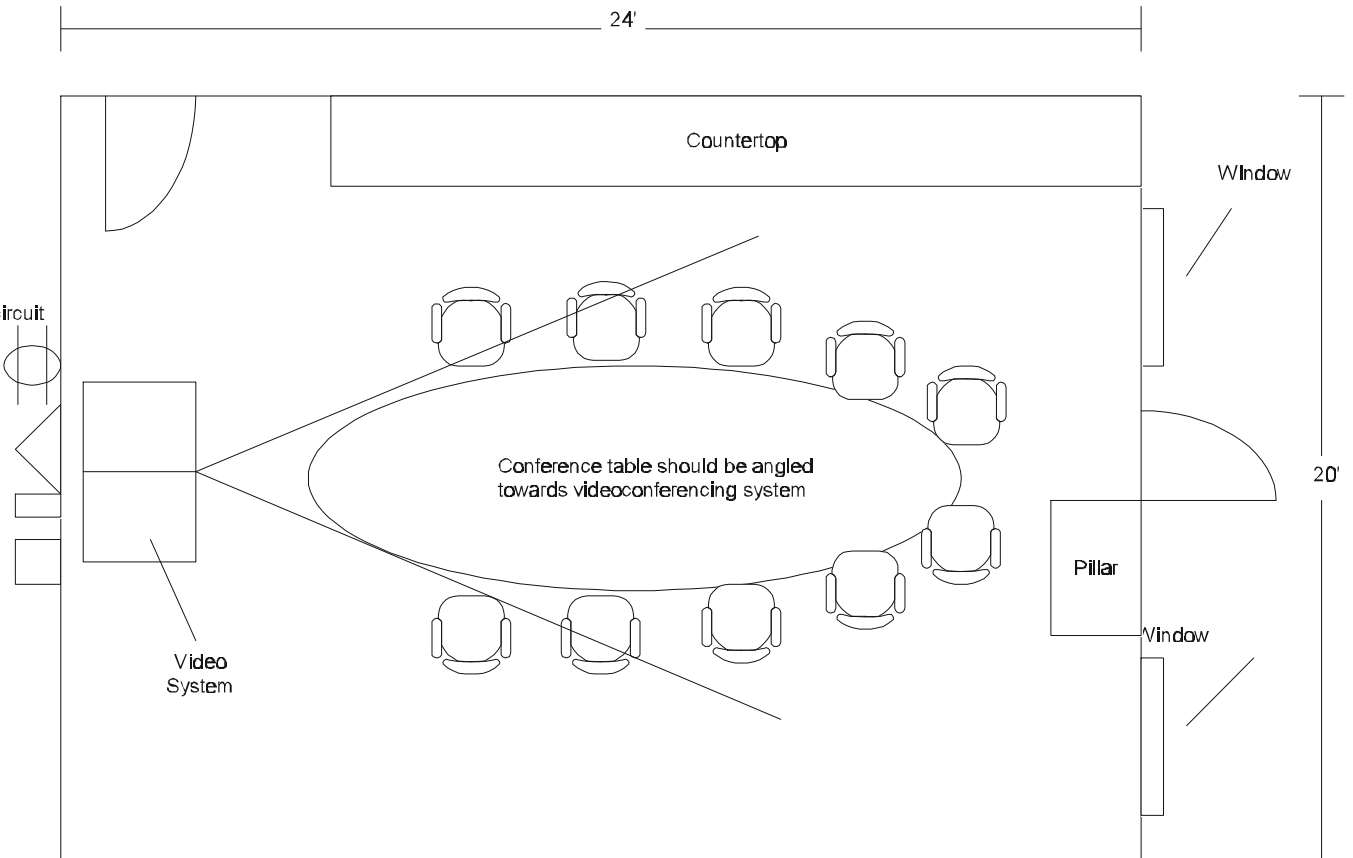 24'
Countertop
WIndow
ircuit
Conference table should be angled
towards videoconferencing system
20'
Pillar
Window
Video
System